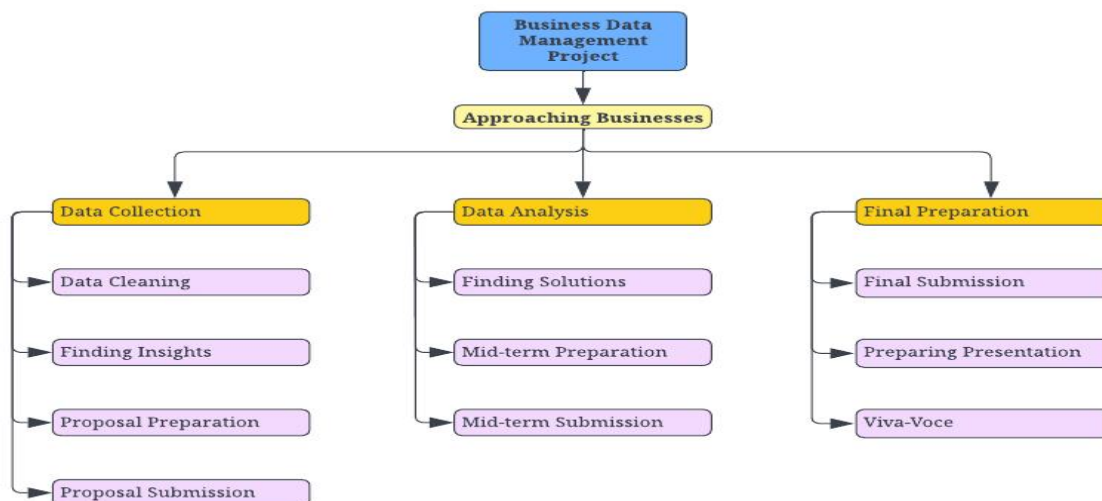 Business Data
Management
Project
Approaching Businesses
Data Collection
Data Cleaning
Finding Insights
Proposal Preparation
Proposal Submission
Data Analysis
Finding Solutions
Mid-term Preparation
Mid-term Submission
Final Preparation
Final Submission
Preparing Presentation
Viva-Voce